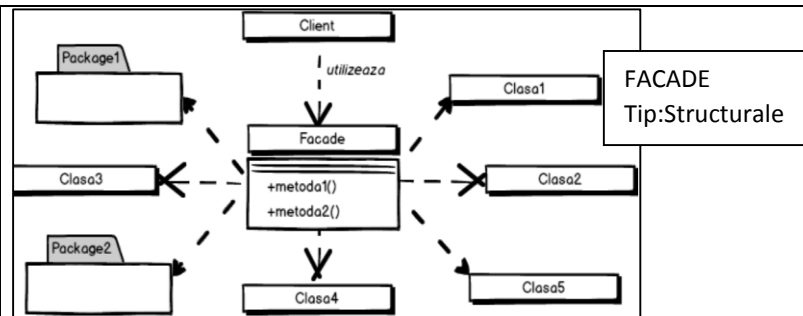 Client
Package1
utilizeaza
Clasa1
FACADE
Tip:Structurale
Facade
Clasa3
+metoda1()
+metoda2()
Clasa2
Package2
Clasa4
Clasa5